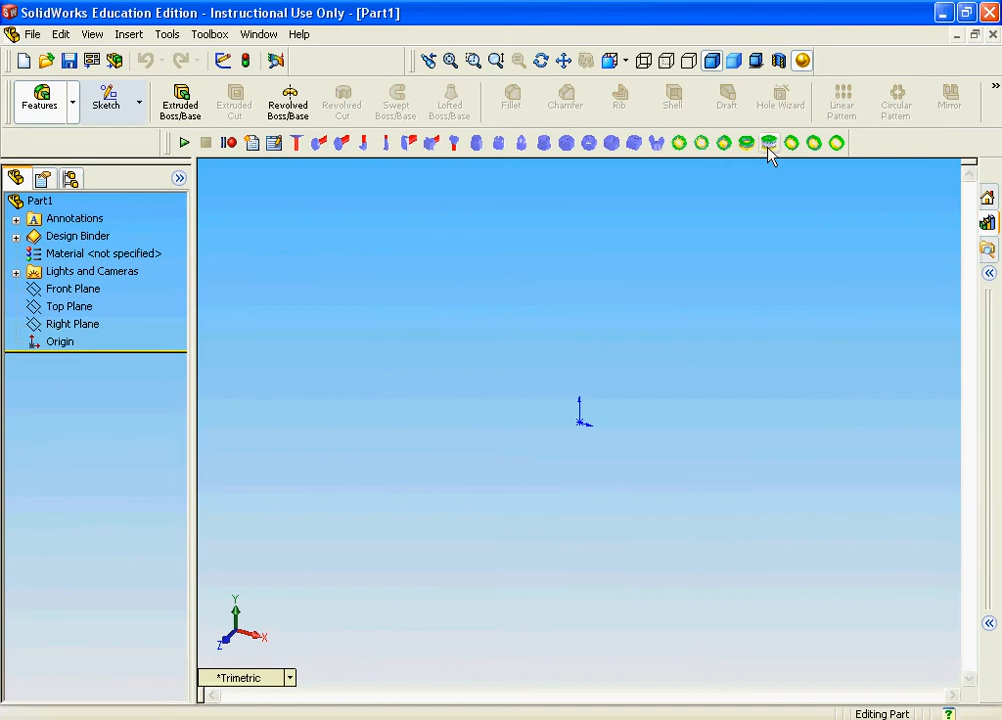 SolidWorks Education Edition - Instructional Use Only - [Part1]
File Edit View Insert Tools Toolbox Window Help
Features
Sketch
Extruded Boss/Base
Extruded Cut
Revolved Boss/Base
Revolved Cut
Swept Boss/Base
Lofted Boss/Base
Fillet
Chamfer
Rib
Shell
Draft
Hole Wizard
Linear Pattern
Circular Pattern
Mirror
Part1
Annotations
Design Binder
Material <not specified>
Lights and Cameras
Front Plane
Top Plane
Right Plane
Origin
Y
X
Z
*Trimetric
Editing Part